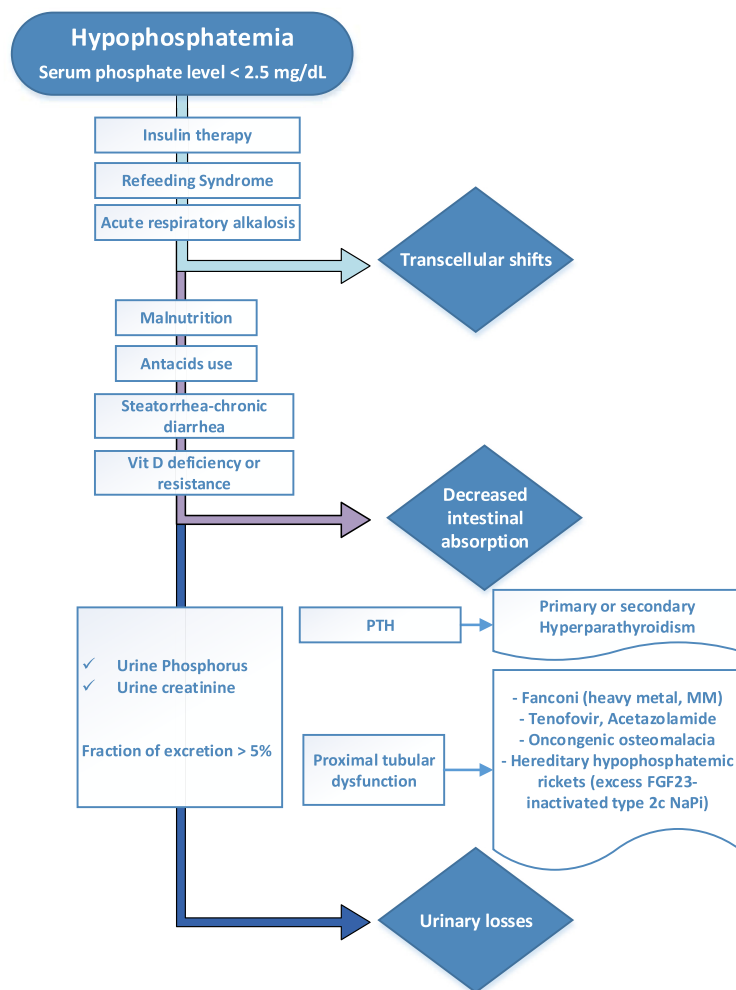 Hypophosphatemia
Serum phosphate level < 2.5 mg/dL
Insulin therapy
Refeeding Syndrome
Acute respiratory alkalosis
Transcellular shifts
Malnutrition
Antacids use
Steatorrhea-chronic
diarrhea
Vit D deficiency or
resistance
Decreased
intestinal
absorption
✓ Urine Phosphorus
✓ Urine creatinine
Fraction of excretion > 5%
PTH
Primary or secondary
Hyperparathyroidism
Proximal tubular
dysfunction
- Fanconi (heavy metal, MM)
- Tenofovir, Acetazolamide
- Oncongenic osteomalacia
- Hereditary hypophosphatemic
rickets (excess FGF23-
inactivated type 2c NaPi)
Urinary losses